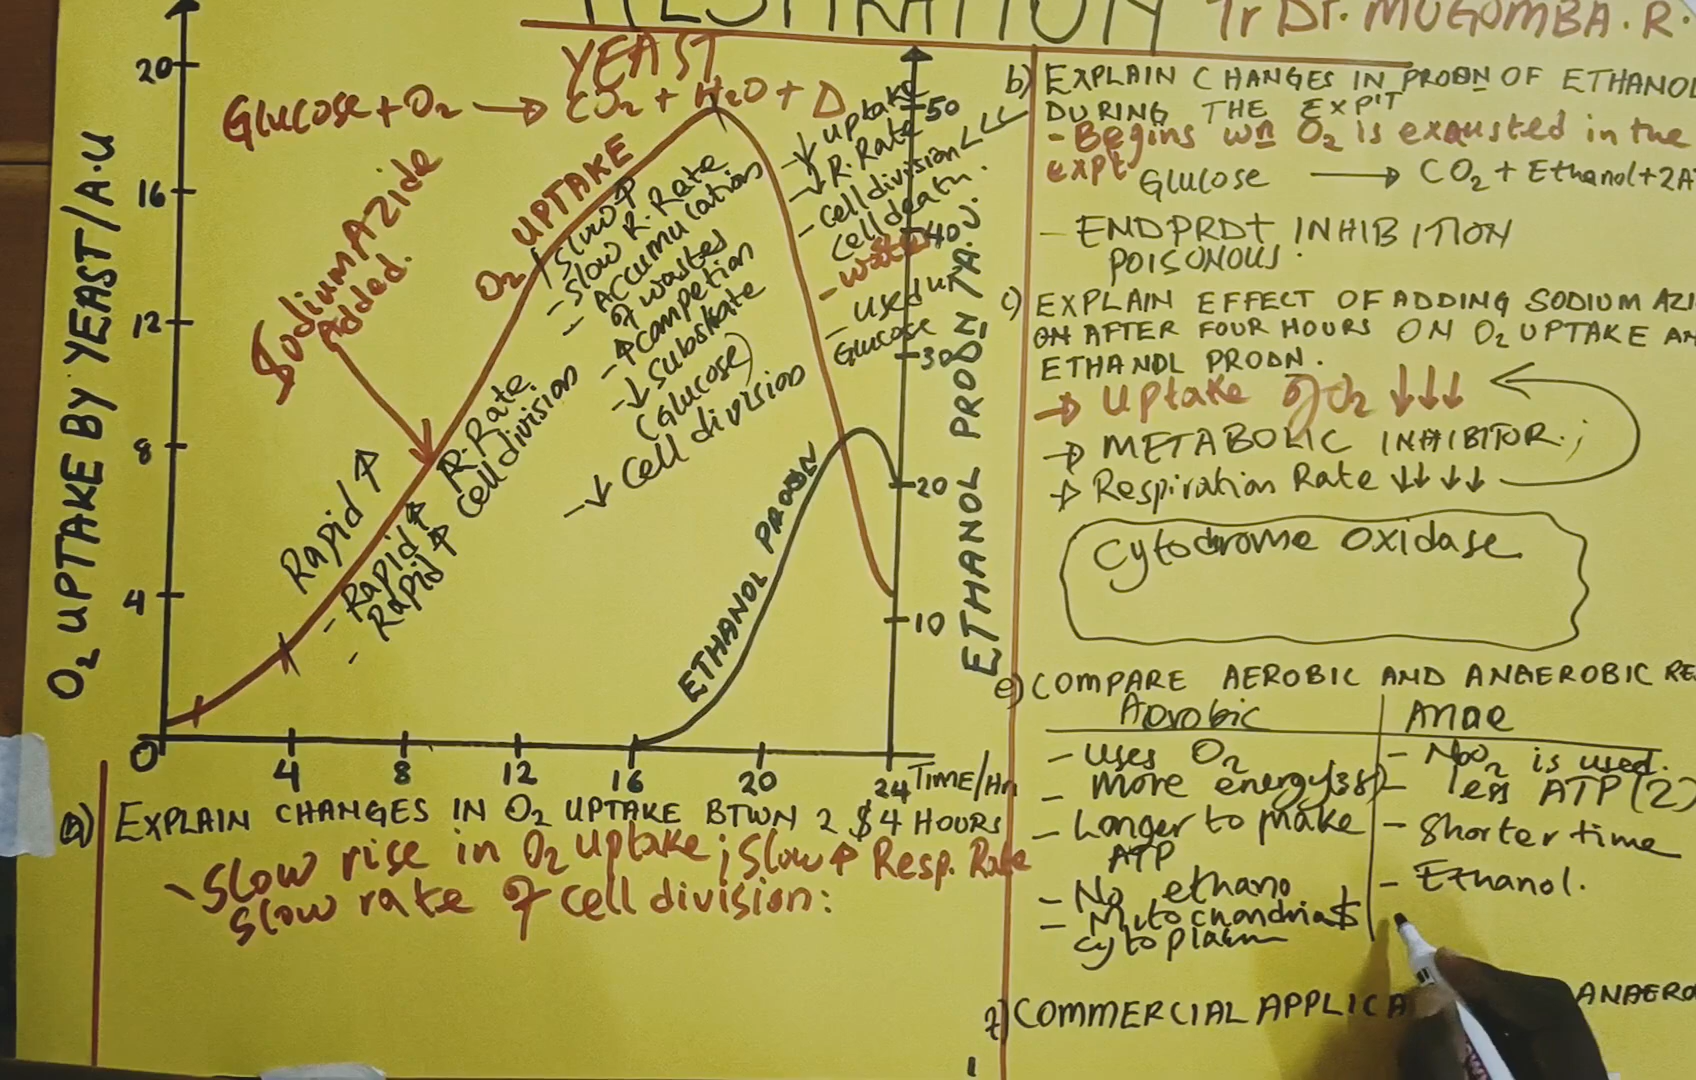 RESPIRATION Tr Dr. MUGUMBA. R.
YEAST
Glucose + O2 → CO2 + H2O + Δ
O2 UPTAKE BY YEAST/A.U
20
16
12
8
4
0
4
8
12
16
20
24
TIME/Hr
50
40
30
20
10
ETHANOL PRODN/A.U.
O2 UPTAKE
ETHANOL PRODN
Sodium AZide
Added.
Rapid ↑
- Rapid ↑ R. Rate
- Rapid ↑ cell division
- Slow ↑
- Slow R. Rate
- Accumulation
of wastes
- ↑ competion
- ↓ Substrate
(Glucose)
- ↓ Cell division
- ↓ uptake
- ↓ R. Rate
- cell division ↓↓↓
cell death.
- used up
Glucose
a) EXPLAIN CHANGES IN O2 UPTAKE BTWN 2 $ 4 HOURS
- Slow rise in O2 uptake; Slow ↑ Resp. Rate
Slow rate of cell division:
b) EXPLAIN CHANGES IN PRODN OF ETHANOL
DURING THE EXP'T
- Begins wn O2 is exausted in the
expt
Glucose → CO2 + Ethanol + 2A
- END PRDT INHIBITION
POISONOUS.
c) EXPLAIN EFFECT OF ADDING SODIUM AZI
ON AFTER FOUR HOURS ON O2 UPTAKE AN
ETHANOL PRODN.
→ Uptake of O2 ↓↓↓
→ METABOLIC INHIBITOR.;
→ Respiration Rate ↓↓↓↓
Cytochrome oxidase
e) COMPARE AEROBIC AND ANAEROBIC RE
Aerobic
Anae
- Uses O2
- No O2 is used.
- more energy (38)
- less ATP (2)
- Longer to make
ATP
- Shorter time
- No ethano
- Ethanol.
- Mitochondria $
cytoplasm
f) COMMERCIAL APPLICA ANAERO